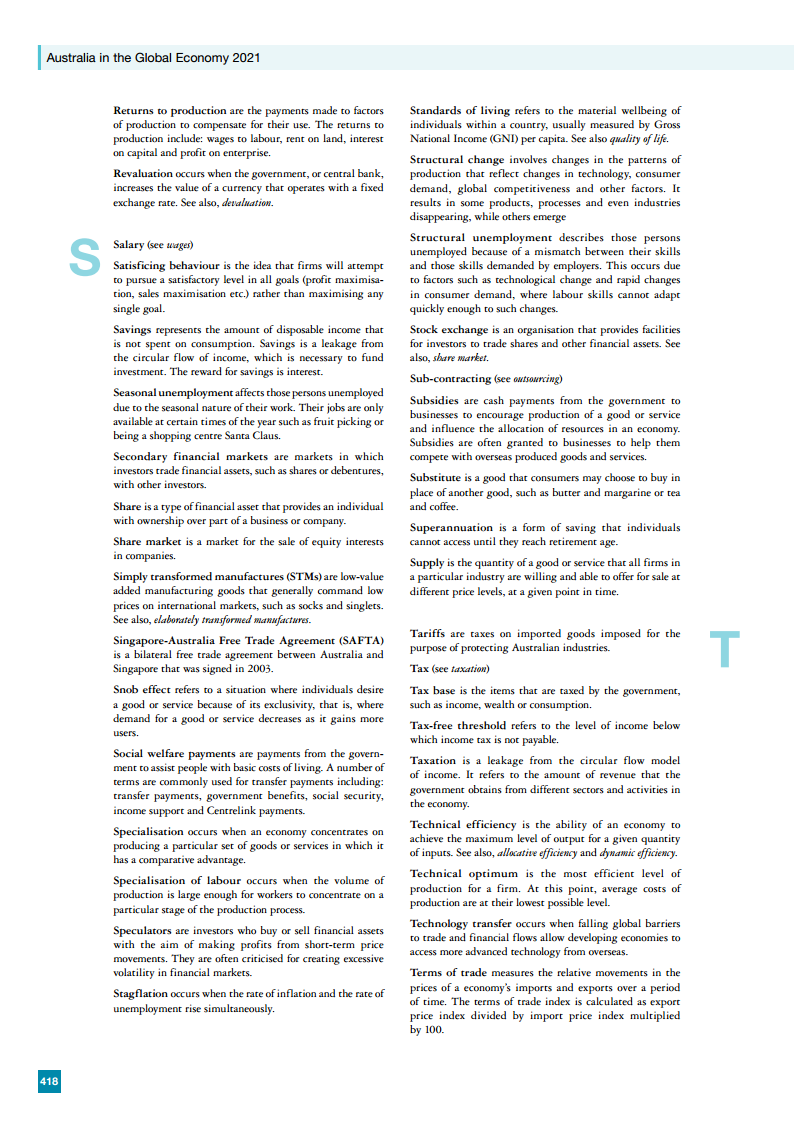 Australia in the Global Economy 2021
Returns to production are the payments made to factors
of production to compensate for their use. The returns to
production include: wages to labour, rent on land, interest
on capital and profit on enterprise.
Revaluation occurs when the government, or central bank,
increases the value of a currency that operates with a fixed
exchange rate. See also, devaluation.
S
Salary (see wages)
Satisficing behaviour is the idea that firms will attempt
to pursue a satisfactory level in all goals (profit maximisa-
tion, sales maximisation etc.) rather than maximising any
single goal.
Savings represents the amount of disposable income that
is not spent on consumption. Savings is a leakage from
the circular flow of income, which is necessary to fund
investment. The reward for savings is interest.
Seasonal unemployment affects those persons unemployed
due to the seasonal nature of their work. Their jobs are only
available at certain times of the year such as fruit picking or
being a shopping centre Santa Claus.
Secondary financial markets are markets in which
investors trade financial assets, such as shares or debentures,
with other investors.
Share is a type of financial asset that provides an individual
with ownership over part of a business or company.
Share market is a market for the sale of equity interests
in companies.
Simply transformed manufactures (STMs) are low-value
added manufacturing goods that generally command low
prices on international markets, such as socks and singlets.
See also, elaborately transformed manufactures.
Singapore-Australia Free Trade Agreement (SAFTA)
is a bilateral free trade agreement between Australia and
Singapore that was signed in 2003.
Snob effect refers to a situation where individuals desire
a good or service because of its exclusivity, that is, where
demand for a good or service decreases as it gains more
users.
Social welfare payments are payments from the govern-
ment to assist people with basic costs of living. A number of
terms are commonly used for transfer payments including:
transfer payments, government benefits, social security,
income support and Centrelink payments.
Specialisation occurs when an economy concentrates on
producing a particular set of goods or services in which it
has a comparative advantage.
Specialisation of labour occurs when the volume of
production is large enough for workers to concentrate on a
particular stage of the production process.
Speculators are investors who buy or sell financial assets
with the aim of making profits from short-term price
movements. They are often criticised for creating excessive
volatility in financial markets.
Stagflation occurs when the rate of inflation and the rate of
unemployment rise simultaneously.
Standards of living refers to the material wellbeing of
individuals within a country, usually measured by Gross
National Income (GNI) per capita. See also quality of life.
Structural change involves changes in the patterns of
production that reflect changes in technology, consumer
demand, global competitiveness and other factors. It
results in some products, processes and even industries
disappearing, while others emerge
Structural unemployment describes those persons
unemployed because of a mismatch between their skills
and those skills demanded by employers. This occurs due
to factors such as technological change and rapid changes
in consumer demand, where labour skills cannot adapt
quickly enough to such changes.
Stock exchange is an organisation that provides facilities
for investors to trade shares and other financial assets. See
also, share market.
Sub-contracting (see outsourcing)
Subsidies are cash payments from the government to
businesses to encourage production of a good or service
and influence the allocation of resources in an economy.
Subsidies are often granted to businesses to help them
compete with overseas produced goods and services.
Substitute is a good that consumers may choose to buy in
place of another good, such as butter and margarine or tea
and coffee.
Superannuation is a form of saving that individuals
cannot access until they reach retirement age.
Supply is the quantity of a good or service that all firms in
a particular industry are willing and able to offer for sale at
different price levels, at a given point in time.
T
Tariffs are taxes on imported goods imposed for the
purpose of protecting Australian industries.
Tax (see taxation)
Tax base is the items that are taxed by the government,
such as income, wealth or consumption.
Tax-free threshold refers to the level of income below
which income tax is not payable.
Taxation is a leakage from the circular flow model
of income. It refers to the amount of revenue that the
government obtains from different sectors and activities in
the economy.
Technical efficiency is the ability of an economy to
achieve the maximum level of output for a given quantity
of inputs. See also, allocative efficiency and dynamic efficiency.
Technical optimum is the most efficient level of
production for a firm. At this point, average costs of
production are at their lowest possible level.
Technology transfer occurs when falling global barriers
to trade and financial flows allow developing economies to
access more advanced technology from overseas.
Terms of trade measures the relative movements in the
prices of a economy's imports and exports over a period
of time. The terms of trade index is calculated as export
price index divided by import price index multiplied
by 100.
418